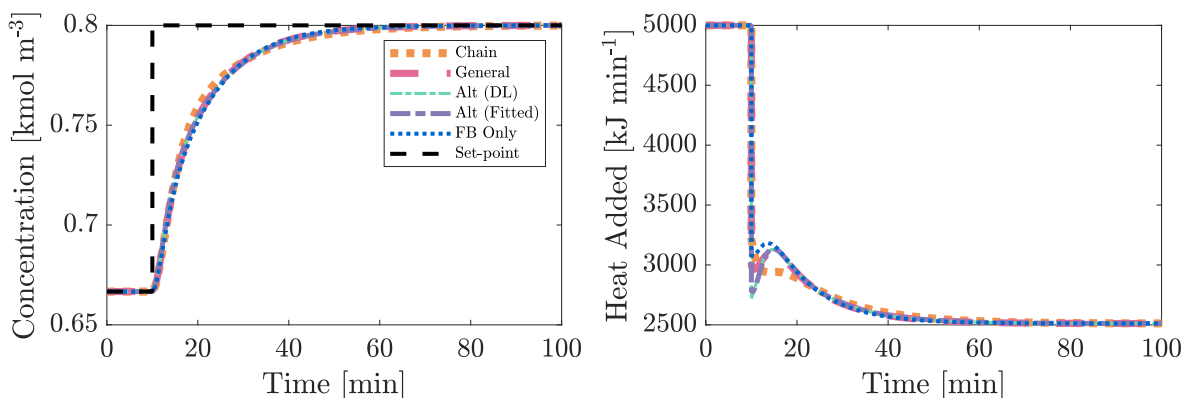 Concentration [kmol m-3]
0.8
0.75
0.7
0.65
0
20
40
60
80
100
Time [min]
Chain
General
Alt (DL)
Alt (Fitted)
FB Only
Set-point
Heat Added [kJ min-1]
5000
4500
4000
3500
3000
2500
0
20
40
60
80
100
Time [min]